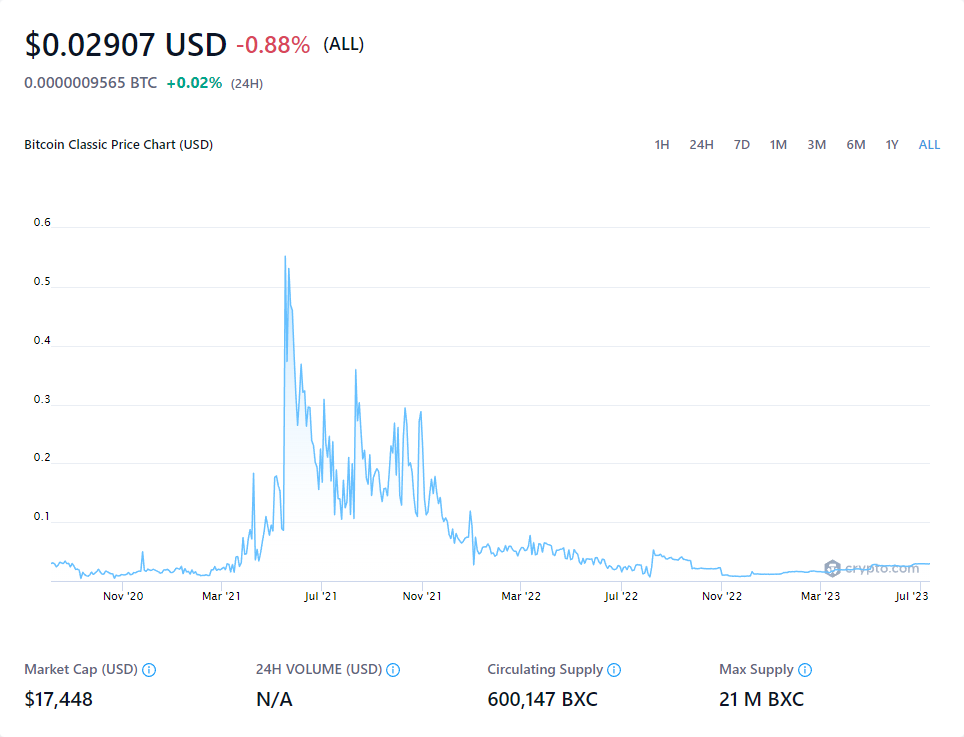 $0.02907 USD -0.88% (ALL)
0.0000009565 BTC +0.02% (24H)
Bitcoin Classic Price Chart (USD) 1H 24H 7D 1M 3M 6M 1Y ALL
0.6
0.5
0.4
0.3
0.2
0.1
crypto.com
Nov '20 Mar '21 Jul '21 Nov '21 Mar '22 Jul '22 Nov '22 Mar '23 Jul '23
Market Cap (USD) 24H VOLUME (USD) Circulating Supply Max Supply
$17,448 N/A 600,147 BXC 21 M BXC